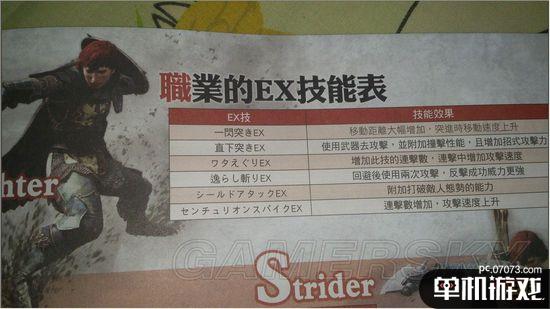 職業的EX技能表
EX技 技能效果
一閃突きEX 移動距離大幅增加，突進時移動速度上升
直下突きEX 使用武器去攻擊，並附加撞擊性能，且增加招式攻擊力
ワタえぐりEX 增加此技的連擊數，連擊中增加攻擊速度
逸らし斬りEX 回避後使用兩次攻擊，反擊成功威力更強
シールドアタックEX 附加打破敵人態勢的能力
センチュリオンスパイクEX 連擊數增加，攻擊速度上升
hter
GAMERSKY
Strider
pc.07073.com
单机游戏